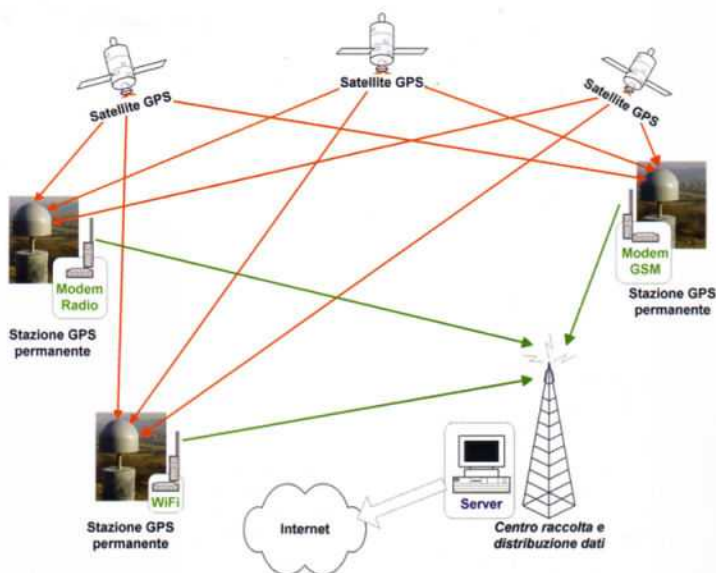 Satellite GPS
Satellite GPS
Satellite GPS
Modem
Radio
Stazione GPS
permanente
Modem
GSM
Stazione GPS
permanente
WiFi
Stazione GPS
permanente
Internet
Server
Centro raccolta e
distribuzione dati